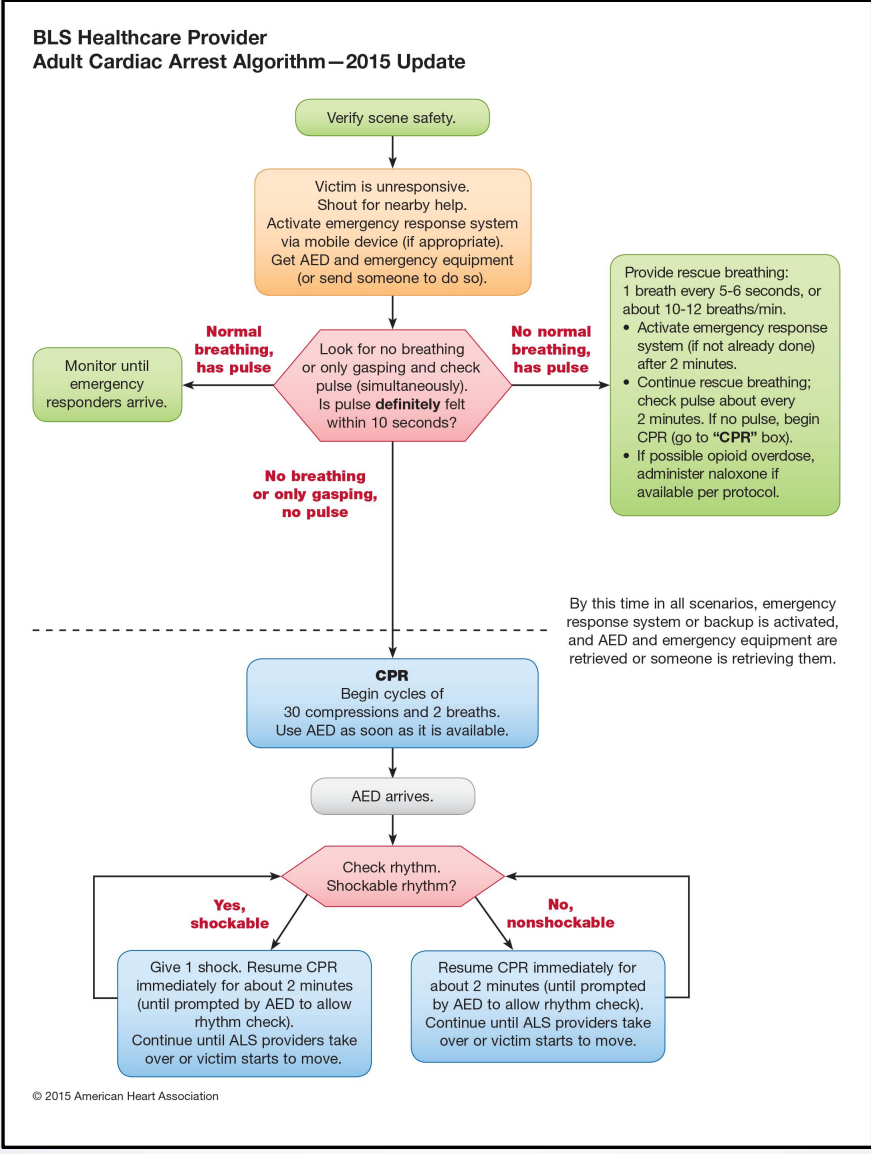 BLS Healthcare Provider
Adult Cardiac Arrest Algorithm—2015 Update
Verify scene safety.
Victim is unresponsive.
Shout for nearby help.
Activate emergency response system
via mobile device (if appropriate).
Get AED and emergency equipment
(or send someone to do so).
Normal
breathing,
has pulse
Monitor until
emergency
responders arrive.
Look for no breathing
or only gasping and check
pulse (simultaneously).
Is pulse definitely felt
within 10 seconds?
No normal
breathing,
has pulse
Provide rescue breathing:
1 breath every 5-6 seconds, or
about 10-12 breaths/min.
• Activate emergency response
system (if not already done)
after 2 minutes.
• Continue rescue breathing;
check pulse about every
2 minutes. If no pulse, begin
CPR (go to “CPR” box).
• If possible opioid overdose,
administer naloxone if
available per protocol.
No breathing
or only gasping,
no pulse
By this time in all scenarios, emergency
response system or backup is activated,
and AED and emergency equipment are
retrieved or someone is retrieving them.
CPR
Begin cycles of
30 compressions and 2 breaths.
Use AED as soon as it is available.
AED arrives.
Check rhythm.
Shockable rhythm?
Yes,
shockable
No,
nonshockable
Give 1 shock. Resume CPR
immediately for about 2 minutes
(until prompted by AED to allow
rhythm check).
Continue until ALS providers take
over or victim starts to move.
Resume CPR immediately for
about 2 minutes (until prompted
by AED to allow rhythm check).
Continue until ALS providers take
over or victim starts to move.
© 2015 American Heart Association